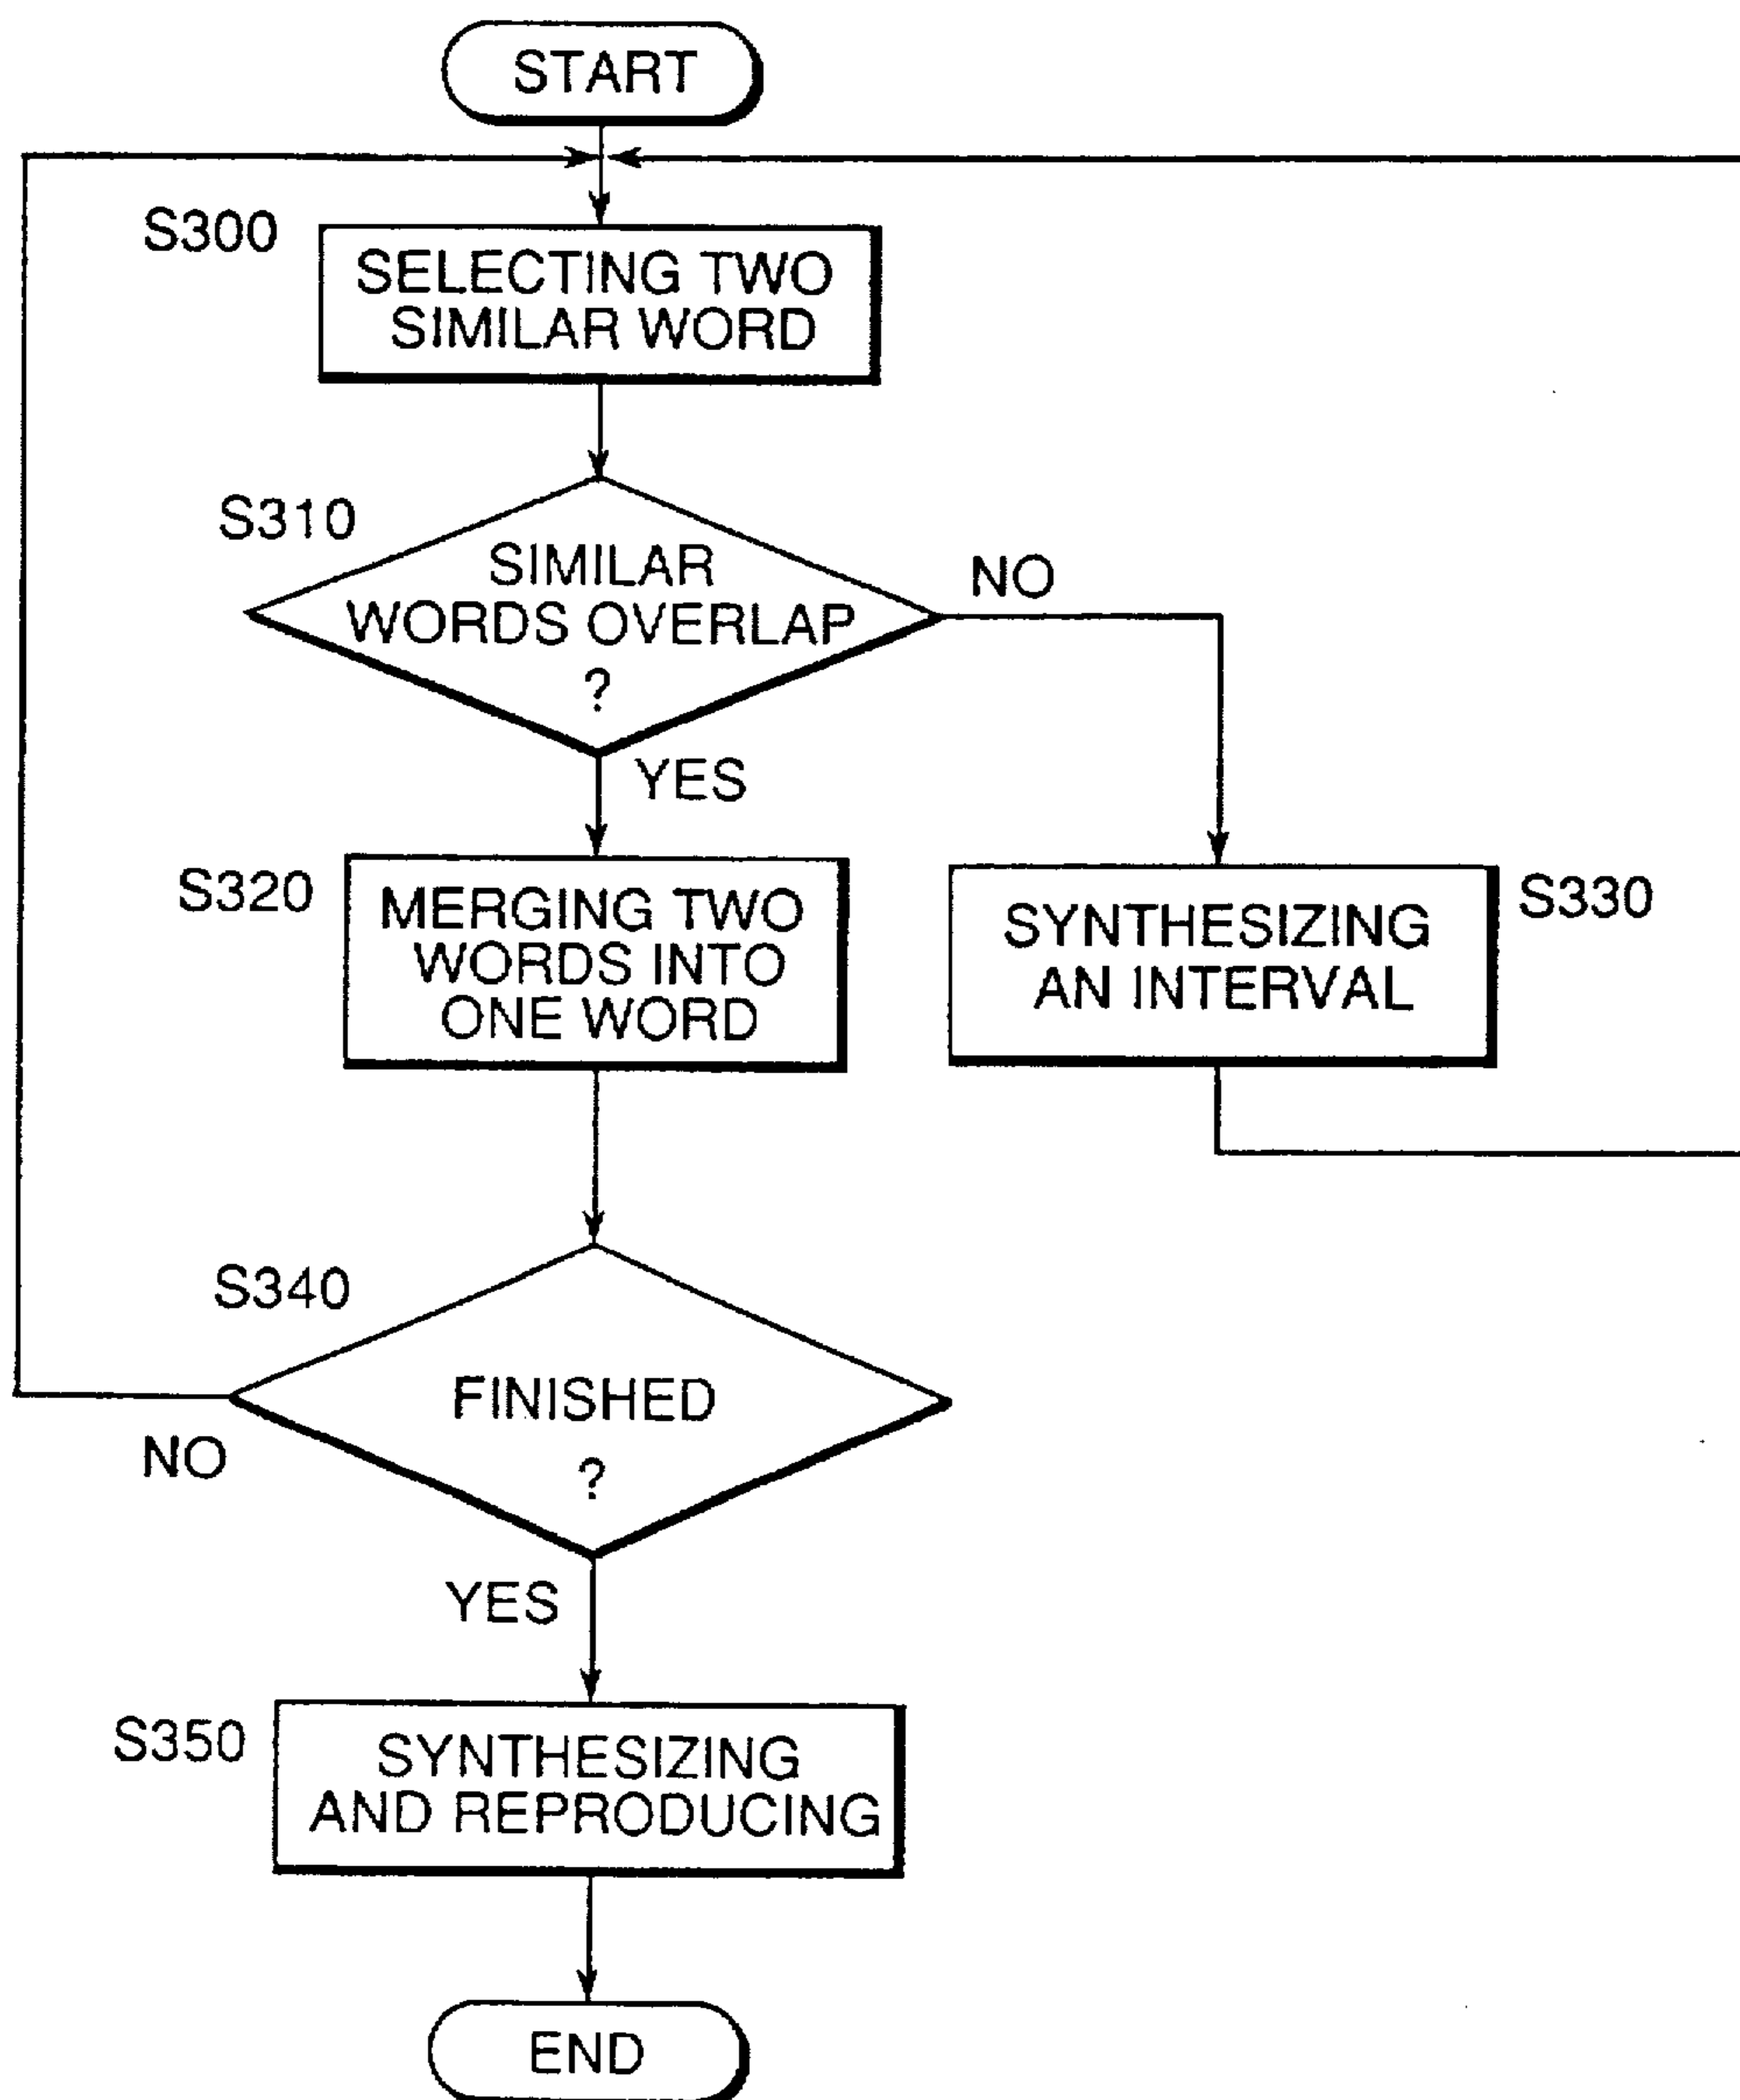 START
S300
SELECTING TWO
SIMILAR WORD
S310
SIMILAR
WORDS OVERLAP
?
NO
YES
S320
MERGING TWO
WORDS INTO
ONE WORD
SYNTHESIZING
AN INTERVAL
S330
S340
FINISHED
?
NO
YES
S350
SYNTHESIZING
AND REPRODUCING
END